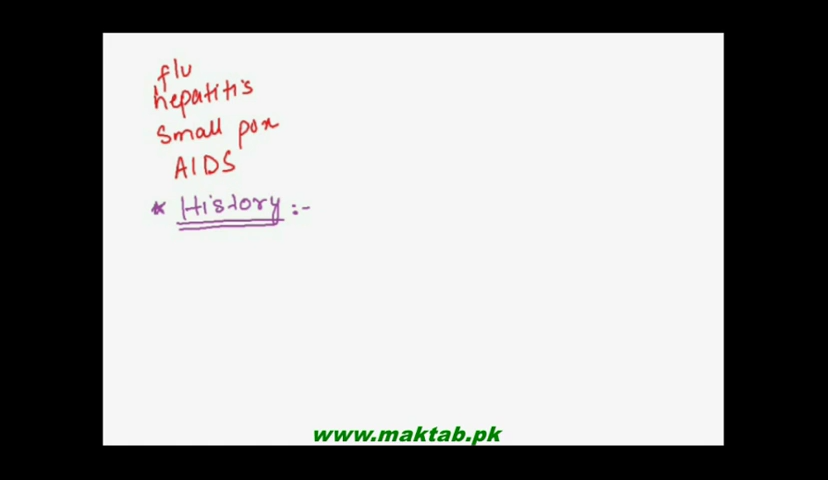 flu
hepatitis
Small pox
AIDS
* History :-
www.maktab.pk